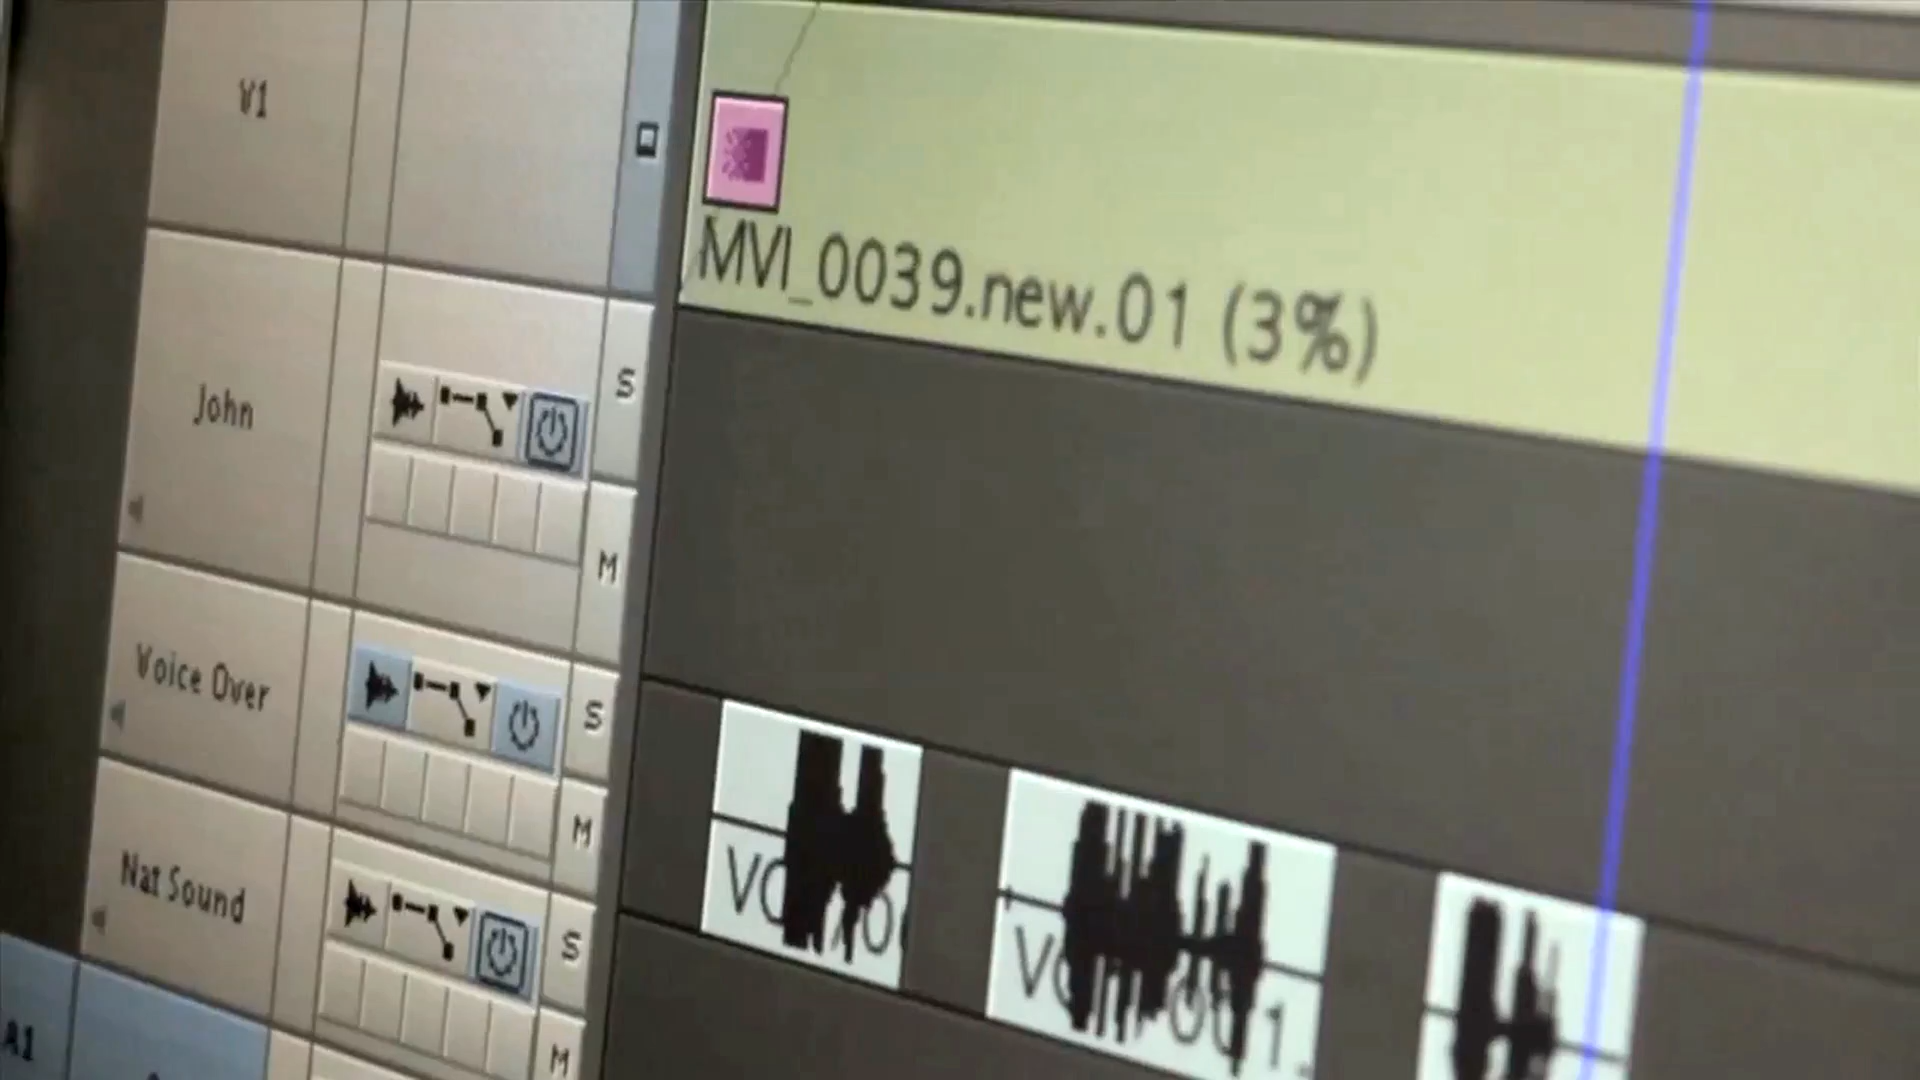 V1
MVI_0039.new.01 (3%)
John
S
M
Voice Over
S
M
Nat Sound
S
M
A1